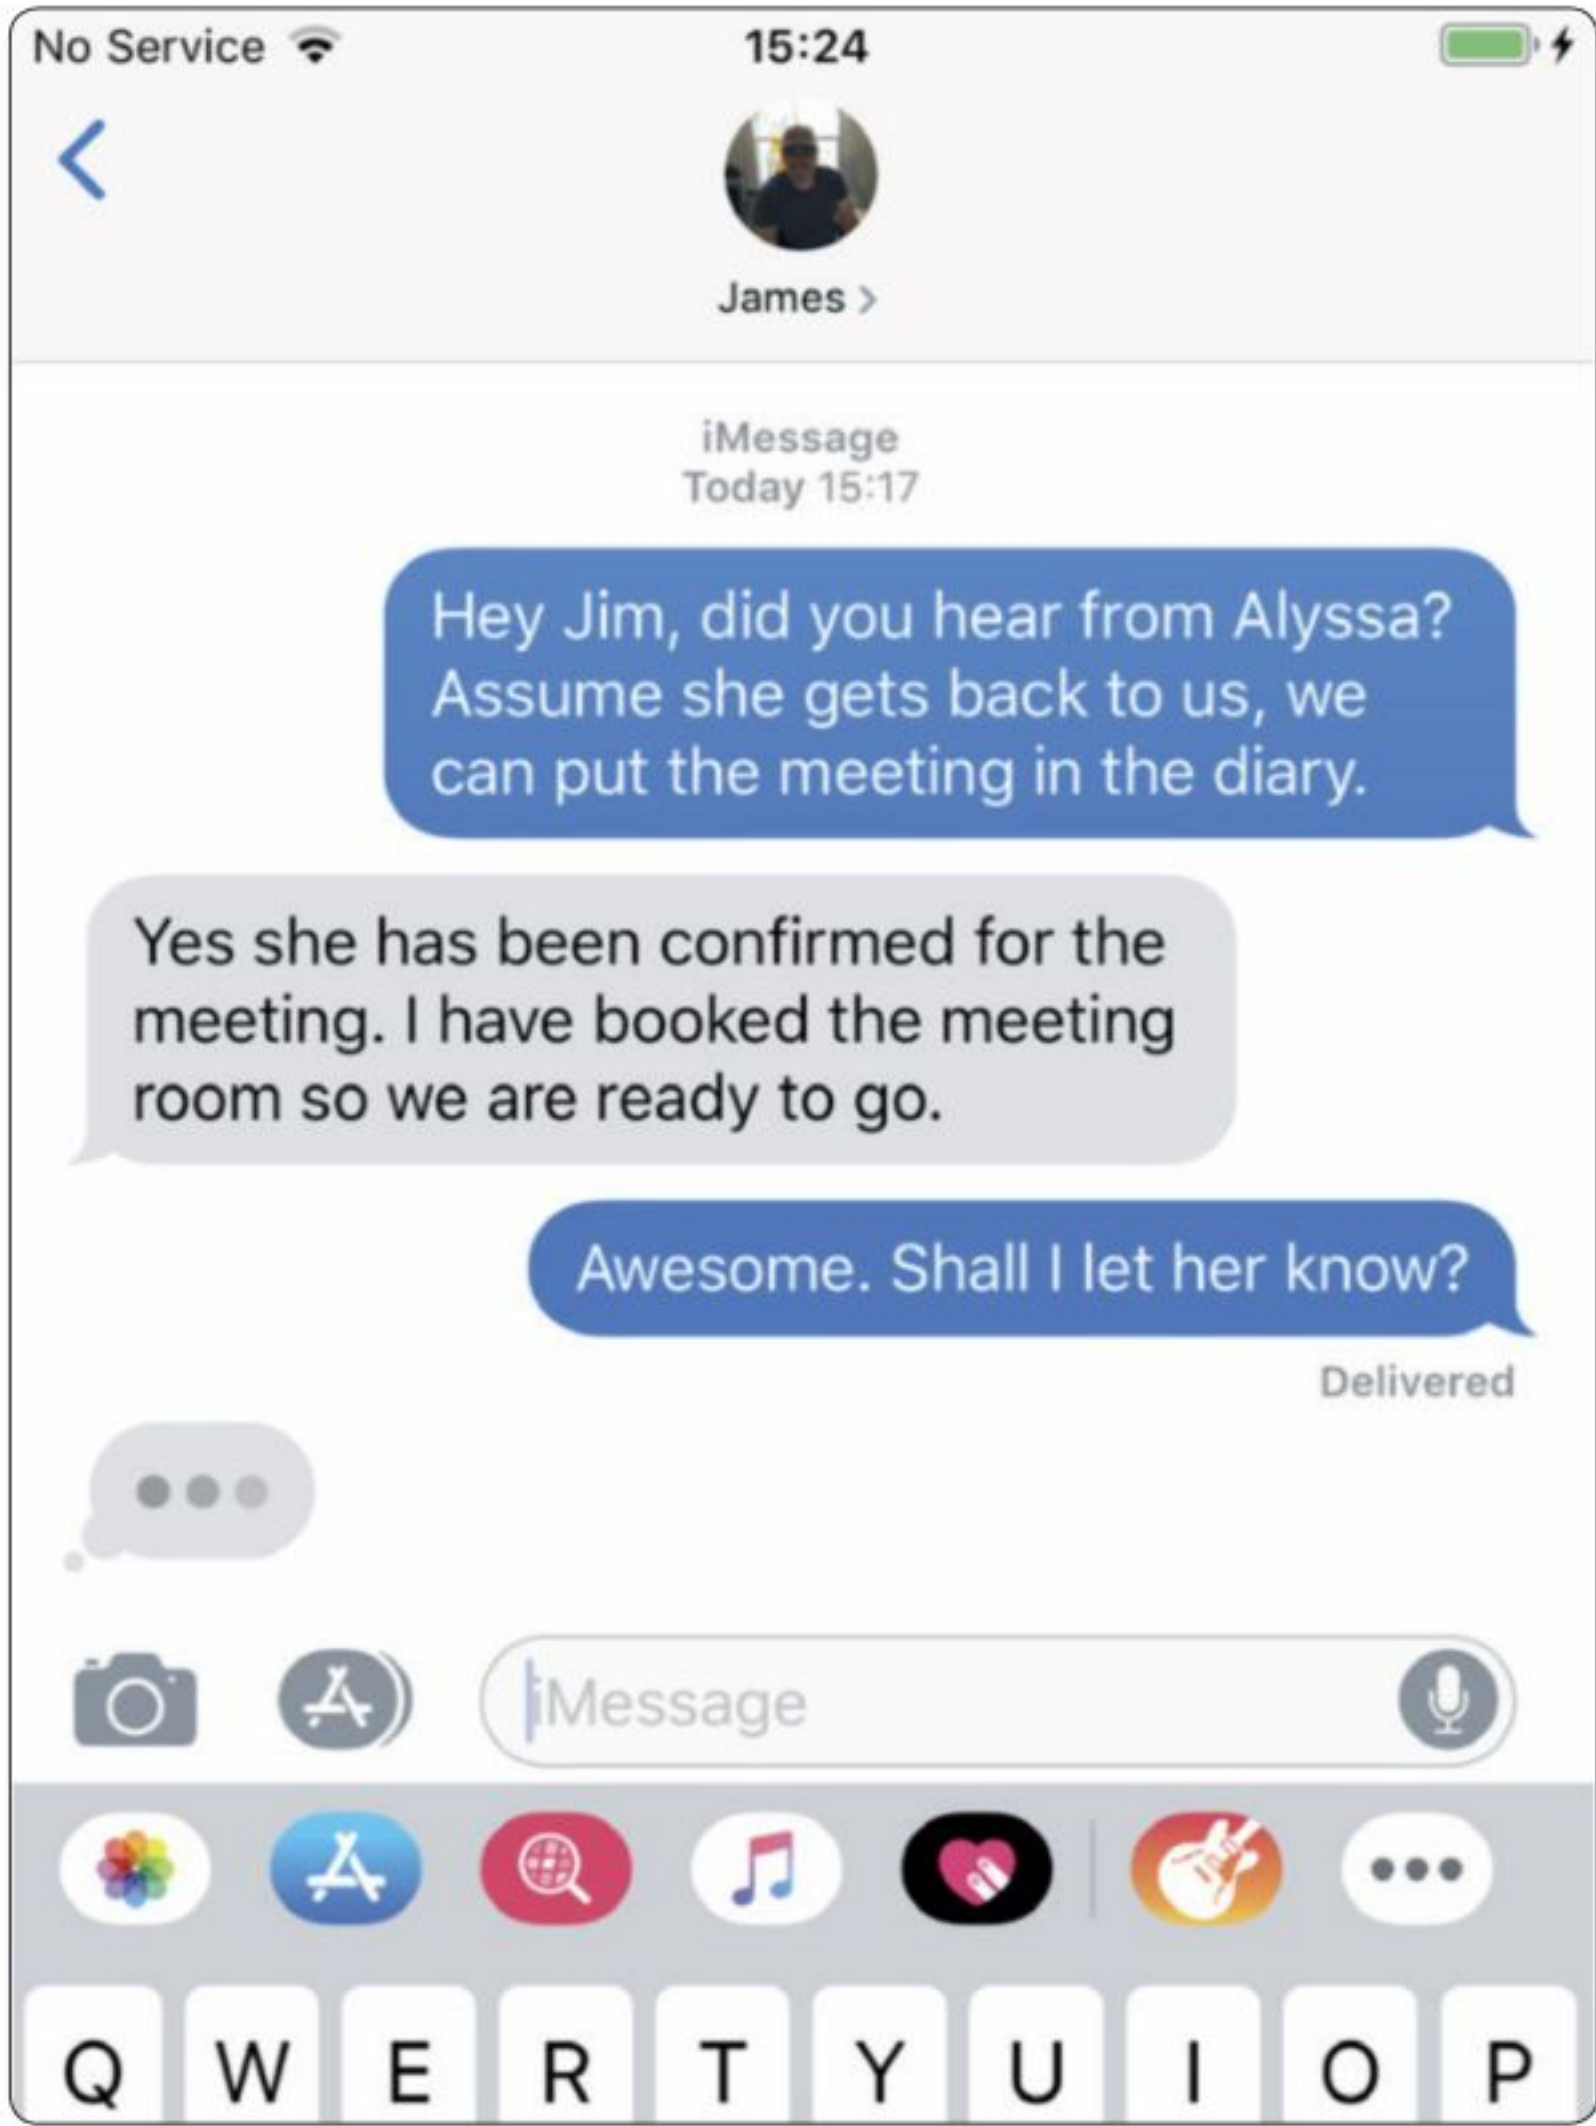 No Service
15:24
James >
iMessage
Today 15:17
Hey Jim, did you hear from Alyssa?
Assume she gets back to us, we
can put the meeting in the diary.
Yes she has been confirmed for the
meeting. I have booked the meeting
room so we are ready to go.
Awesome. Shall I let her know?
Delivered
iMessage
Q W E R T Y U I O P